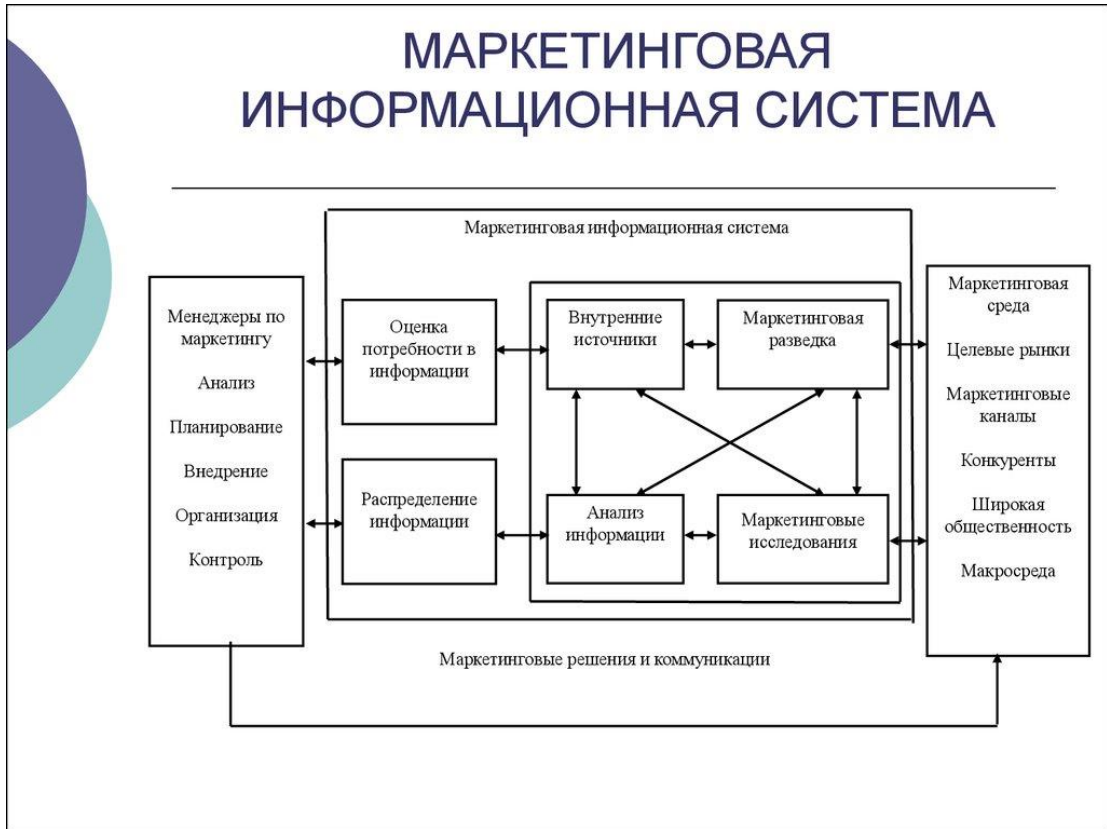 МАРКЕТИНГОВАЯ
ИНФОРМАЦИОННАЯ СИСТЕМА
Маркетинговая информационная система
Менеджеры по
маркетингу
Анализ
Планирование
Внедрение
Организация
Контроль
Оценка
потребности в
информации
Распределение
информации
Внутренние
источники
Маркетинговая
разведка
Анализ
информации
Маркетинговые
исследования
Маркетинговая
среда
Целевые рынки
Маркетинговые
каналы
Конкуренты
Широкая
общественность
Макросреда
Маркетинговые решения и коммуникации